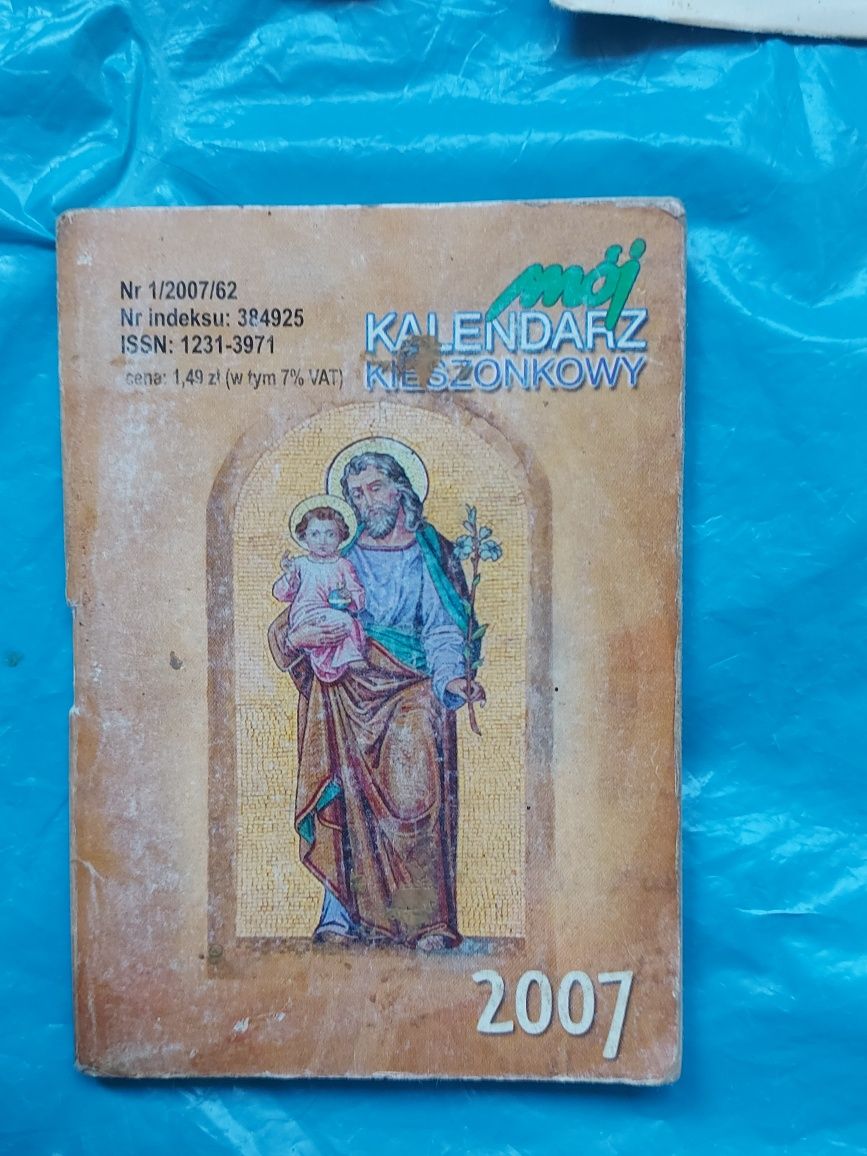 Nr 1/2007/62
Nr indeksu: 384925
ISSN: 1231-3971
cena: 1,49 zł (w tym 7% VAT)
mój
KALENDARZ
KIESZONKOWY
2007